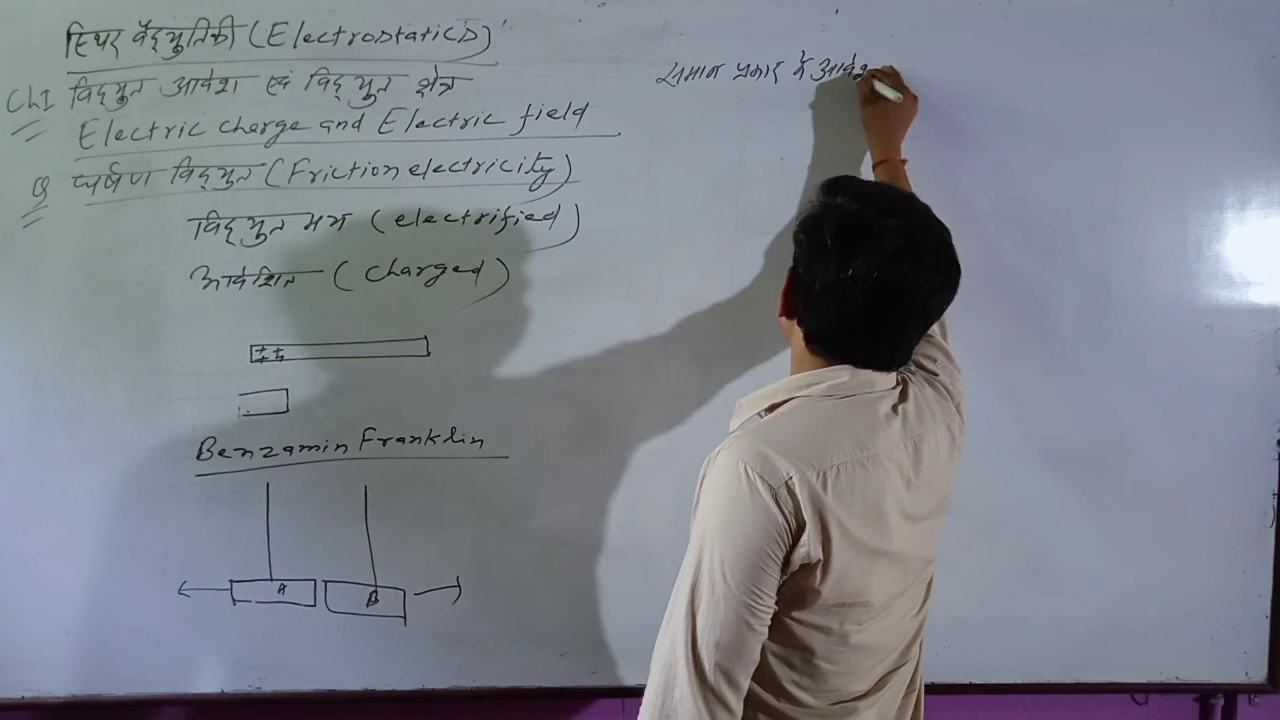 स्थिर वैद्युतिकी (Electrostatics)
Ch1 विद्युत आवेश एवं विद्युत क्षेत्र
Electric charge and Electric field
Q घर्षण विद्युत (Friction electricity)
विद्युतमय (electrified)
आवेशित (Charged)
++
Benzamin Franklin
A B
समान प्रकार के आवेश